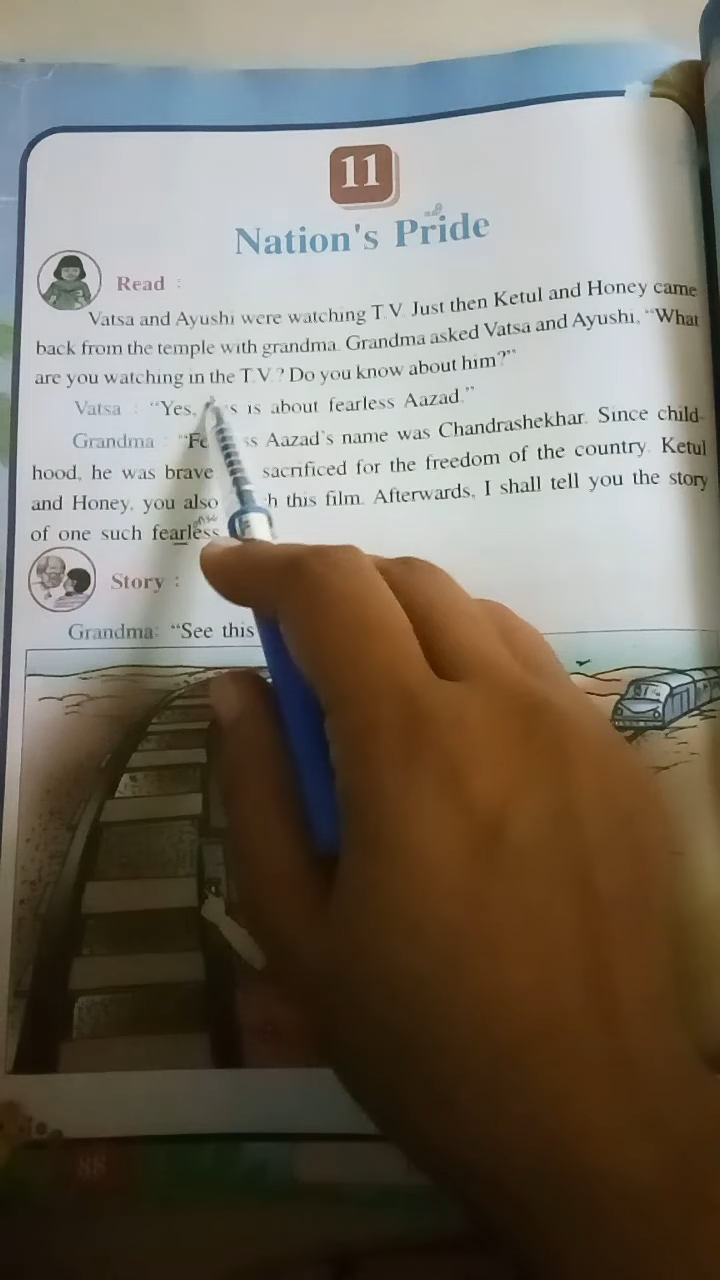 11
Nation's Pride
Read :
Vatsa and Ayushi were watching T.V. Just then Ketul and Honey came
back from the temple with grandma. Grandma asked Vatsa and Ayushi, "What
are you watching in the T.V.? Do you know about him?"
Vatsa : "Yes, is about fearless Aazad."
Grandma : Aazad's name was Chandrashekhar. Since child-
hood, he was brave sacrificed for the freedom of the country. Ketul
and Honey, you also this film. Afterwards, I shall tell you the story
of one such fearless
Story :
Grandma: "See this
88